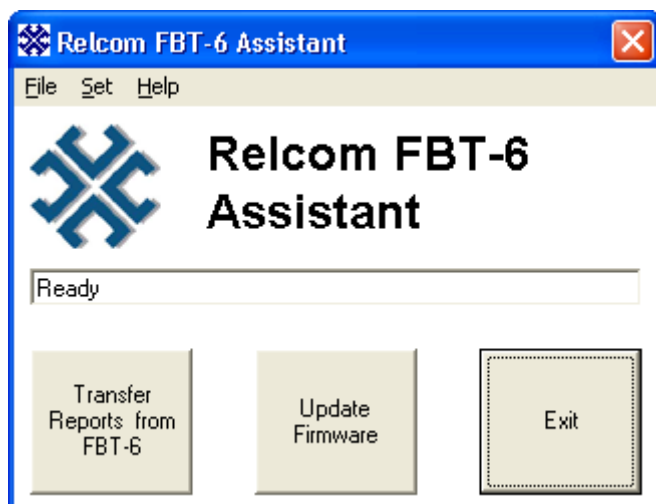 Relcom FBT-6 Assistant
File Set Help
Relcom FBT-6
Assistant
Ready
Transfer
Reports from
FBT-6
Update
Firmware
Exit